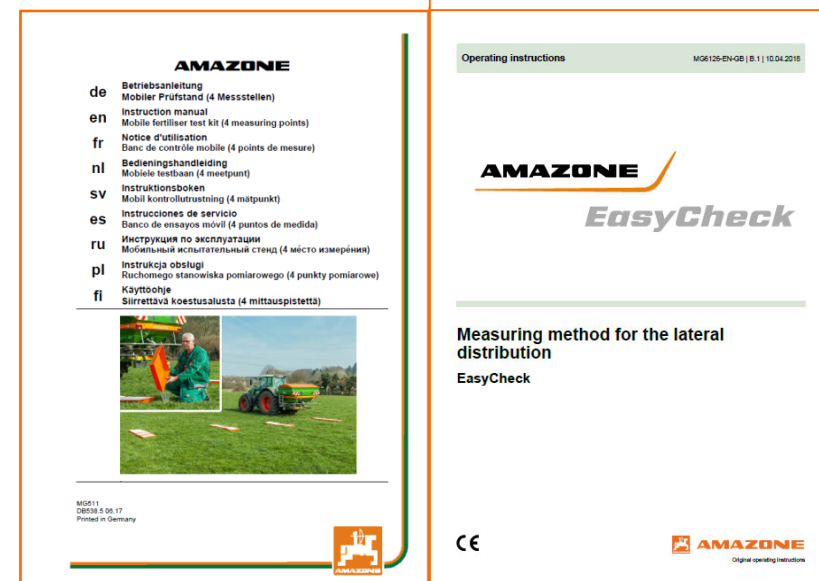 AMAZONE
de
Betriebsanleitung
Mobiler Prüfstand (4 Messstellen)
en
Instruction manual
Mobile fertiliser test kit (4 measuring points)
fr
Notice d'utilisation
Banc de contrôle mobile (4 points de mesure)
nl
Bedieningshandleiding
Mobiele testbaan (4 meetpunt)
sv
Instruktionsboken
Mobil kontrollutrustning (4 mätpunkt)
es
Instrucciones de servicio
Banco de ensayos móvil (4 puntos de medida)
ru
Инструкция по эксплуатации
Мобильный испытательный стенд (4 мéсто измерéния)
pl
Instrukcja obsługi
Ruchomego stanowiska pomiarowego (4 punkty pomiarowe)
fi
Käyttöohje
Siirrettävä koestusalusta (4 mittauspistettä)
MG511
DB538.5 06.17
Printed in Germany
AMAZONE
Operating instructions
MG6126-EN-GB | B.1 | 10.04.2018
AMAZONE
EasyCheck
Measuring method for the lateral
distribution
EasyCheck
CE
AMAZONE
Original operating instructions